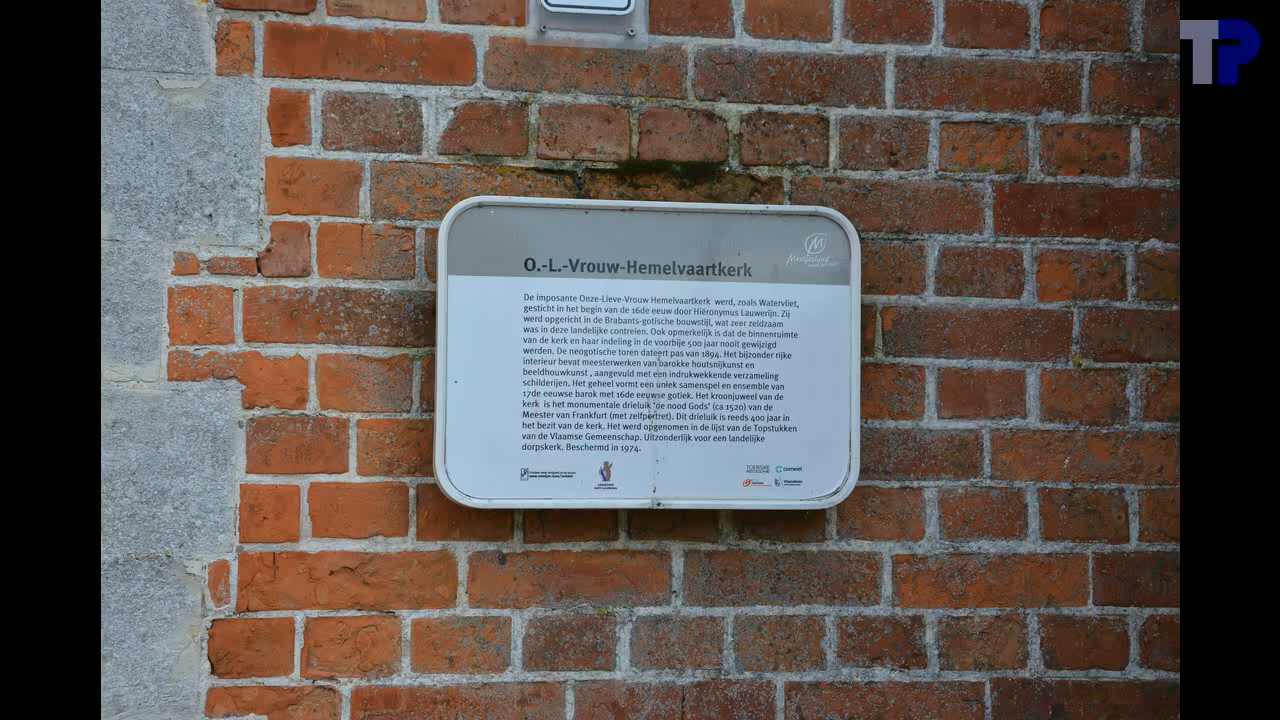 TP
M
Meetjesland
O.-L.-Vrouw-Hemelvaartkerk
De imposante Onze-Lieve-Vrouw Hemelvaartkerk werd, zoals Watervliet,
gesticht in het begin van de 16de eeuw door Hiëronymus Lauwerijn. Zij
werd opgericht in de Brabants-gotische bouwstijl, wat zeer zeldzaam
was in deze landelijke contreien. Ook opmerkelijk is dat de binnenruimte
van de kerk en haar indeling in de voorbije 500 jaar nooit gewijzigd
werden. De neogotische toren dateert pas van 1894. Het bijzonder rijke
interieur bevat meesterwerken van barokke houtsnijkunst en
beeldhouwkunst , aangevuld met een indrukwekkende verzameling
schilderijen. Het geheel vormt een uniek samenspel en ensemble van
17de eeuwse barok met 16de eeuwse gotiek. Het kroonjuweel van de
kerk is het monumentale drieluik 'de nood Gods' (ca 1520) van de
Meester van Frankfurt (met zelfportret). Dit drieluik is reeds 400 jaar in
het bezit van de kerk. Het werd opgenomen in de lijst van de Topstukken
van de Vlaamse Gemeenschap. Uitzonderlijk voor een landelijke
dorpskerk. Beschermd in 1974.
TOERISME
MEETJESLAND
comeet
Vlaanderen